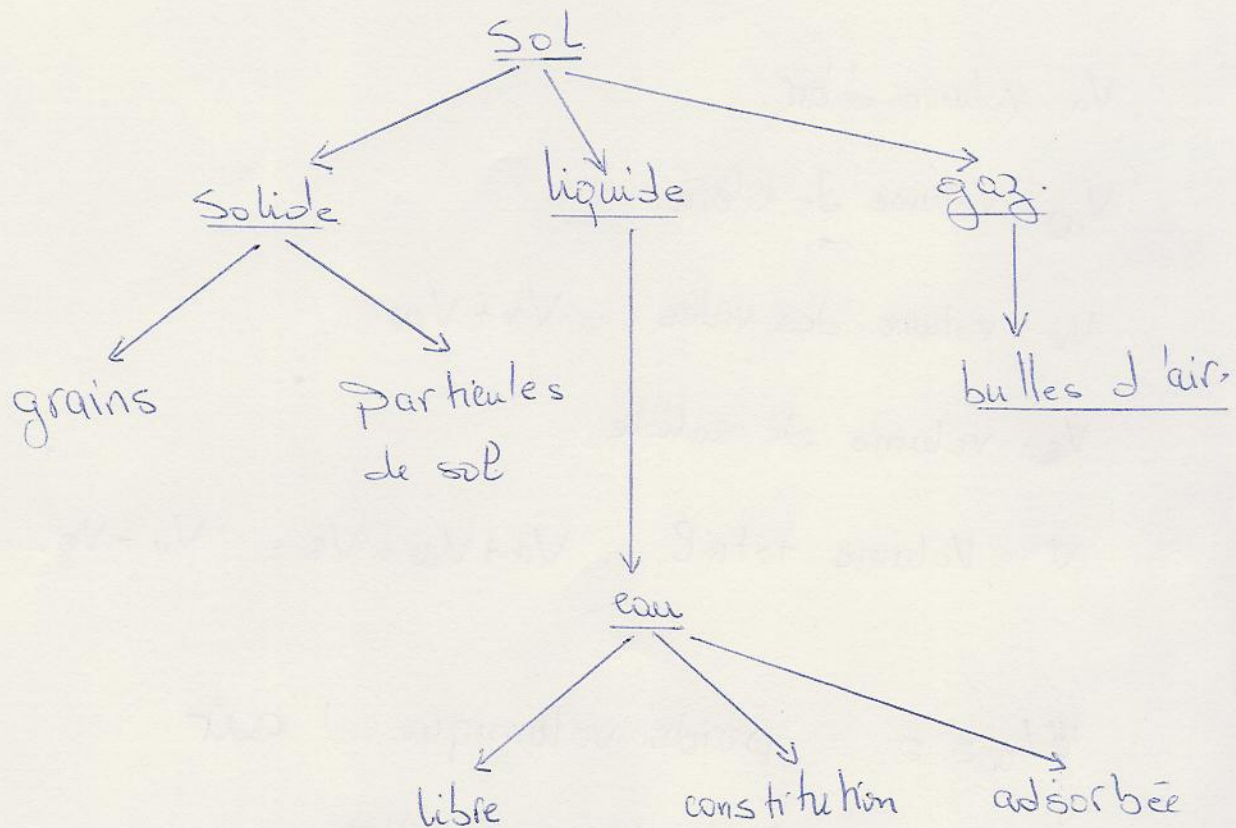 Sol
Solide
liquide
gaz.
grains
particules
de sol
bulles d'air.
eau
libre
constitution
adsorbée